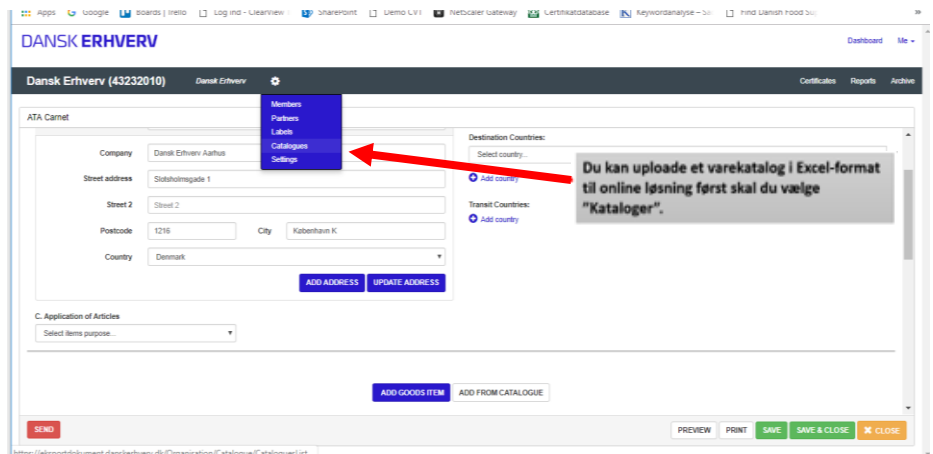 Apps Google Boards | Trello Log ind - ClearView SharePoint Demo CVT NetScaler Gateway Certifikatdatabase Keywordanalyse – Find Danish Food »
DANSK ERHVERV Dashboard Me
Dansk Erhverv (43232010) Dansk Erhverv Certificates Reports Archive
Members
Partners
Labels
Catalogues
Settings
ATA Carnet
Company Dansk Erhverv Aarhus
Street address Slotsholmsgade 1
Street 2 Street 2
Postcode 1216 City København K
Country Denmark
ADD ADDRESS UPDATE ADDRESS
Destination Countries:
Select country...
Add country
Transit Countries:
Add country
Du kan uploade et varekatalog i Excel-format
til online løsning først skal du vælge
”Kataloger”.
C. Application of Articles
Select items purpose...
ADD GOODS ITEM ADD FROM CATALOGUE
SEND PREVIEW PRINT SAVE SAVE & CLOSE X CLOSE